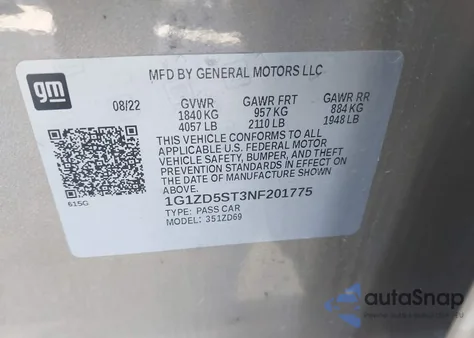 gm
MFD BY GENERAL MOTORS LLC
08/22 GVWR GAWR FRT GAWR RR
1840 KG 957 KG 884 KG
4057 LB 2110 LB 1948 LB
THIS VEHICLE CONFORMS TO ALL
APPLICABLE U.S. FEDERAL MOTOR
VEHICLE SAFETY, BUMPER, AND THEFT
PREVENTION STANDARDS IN EFFECT ON
THE DATE OF MANUFACTURE SHOWN
ABOVE.
1G1ZD5ST3NF201775
TYPE: PASS CAR
MODEL: 351ZD69
615G
autoSnap